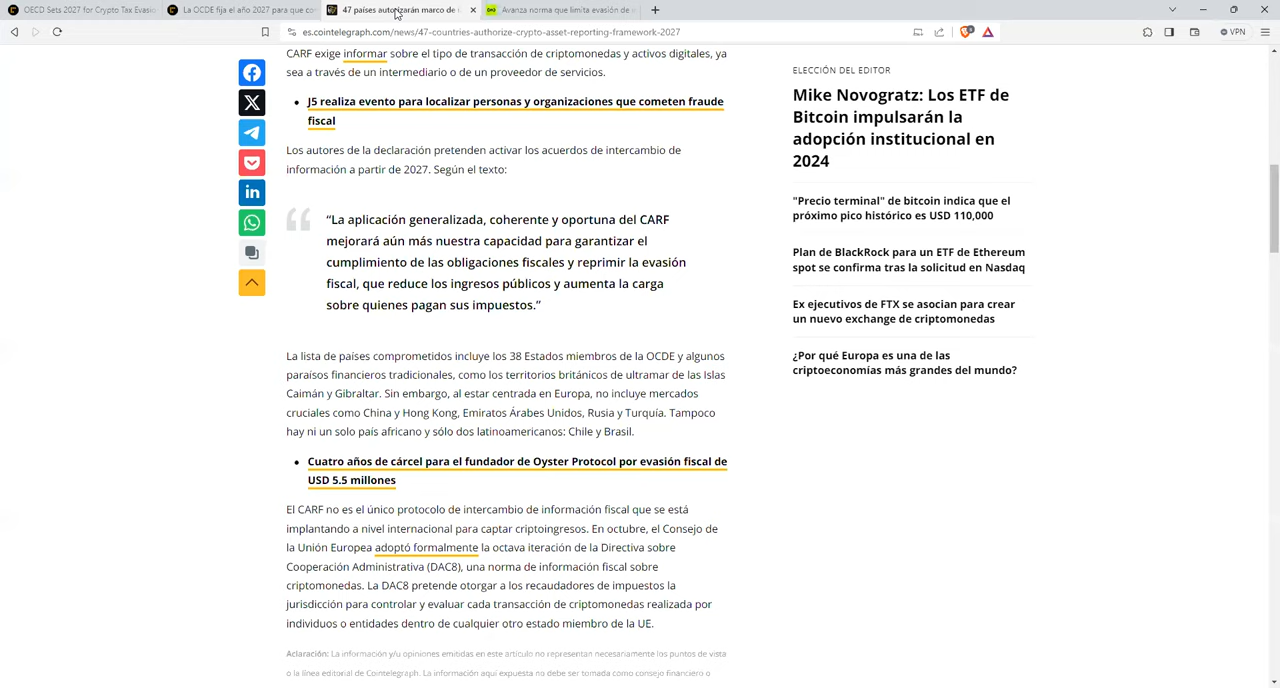 OECD Sets 2027 for Crypto Tax Evasio
La OCDE fija el año 2027 para que co
47 países autorizarán marco de i
Avanza norma que limita evasión de
es.cointelegraph.com/news/47-countries-authorize-crypto-asset-reporting-framework-2027
VPN
CARF exige informar sobre el tipo de transacción de criptomonedas y activos digitales, ya
sea a través de un intermediario o de un proveedor de servicios.
J5 realiza evento para localizar personas y organizaciones que cometen fraude
fiscal
Los autores de la declaración pretenden activar los acuerdos de intercambio de
información a partir de 2027. Según el texto:
“La aplicación generalizada, coherente y oportuna del CARF
mejorará aún más nuestra capacidad para garantizar el
cumplimiento de las obligaciones fiscales y reprimir la evasión
fiscal, que reduce los ingresos públicos y aumenta la carga
sobre quienes pagan sus impuestos.”
La lista de países comprometidos incluye los 38 Estados miembros de la OCDE y algunos
paraísos financieros tradicionales, como los territorios británicos de ultramar de las Islas
Caimán y Gibraltar. Sin embargo, al estar centrada en Europa, no incluye mercados
cruciales como China y Hong Kong, Emiratos Árabes Unidos, Rusia y Turquía. Tampoco
hay ni un solo país africano y sólo dos latinoamericanos: Chile y Brasil.
Cuatro años de cárcel para el fundador de Oyster Protocol por evasión fiscal de
USD 5.5 millones
El CARF no es el único protocolo de intercambio de información fiscal que se está
implantando a nivel internacional para captar criptoingresos. En octubre, el Consejo de
la Unión Europea adoptó formalmente la octava iteración de la Directiva sobre
Cooperación Administrativa (DAC8), una norma de información fiscal sobre
criptomonedas. La DAC8 pretende otorgar a los recaudadores de impuestos la
jurisdicción para controlar y evaluar cada transacción de criptomonedas realizada por
individuos o entidades dentro de cualquier otro estado miembro de la UE.
Aclaración: La información y/u opiniones emitidas en este artículo no representan necesariamente los puntos de vista
o la línea editorial de Cointelegraph. La información aquí expuesta no debe ser tomada como consejo financiero o
ELECCIÓN DEL EDITOR
Mike Novogratz: Los ETF de
Bitcoin impulsarán la
adopción institucional en
2024
"Precio terminal" de bitcoin indica que el
próximo pico histórico es USD 110,000
Plan de BlackRock para un ETF de Ethereum
spot se confirma tras la solicitud en Nasdaq
Ex ejecutivos de FTX se asocian para crear
un nuevo exchange de criptomonedas
¿Por qué Europa es una de las
criptoeconomías más grandes del mundo?